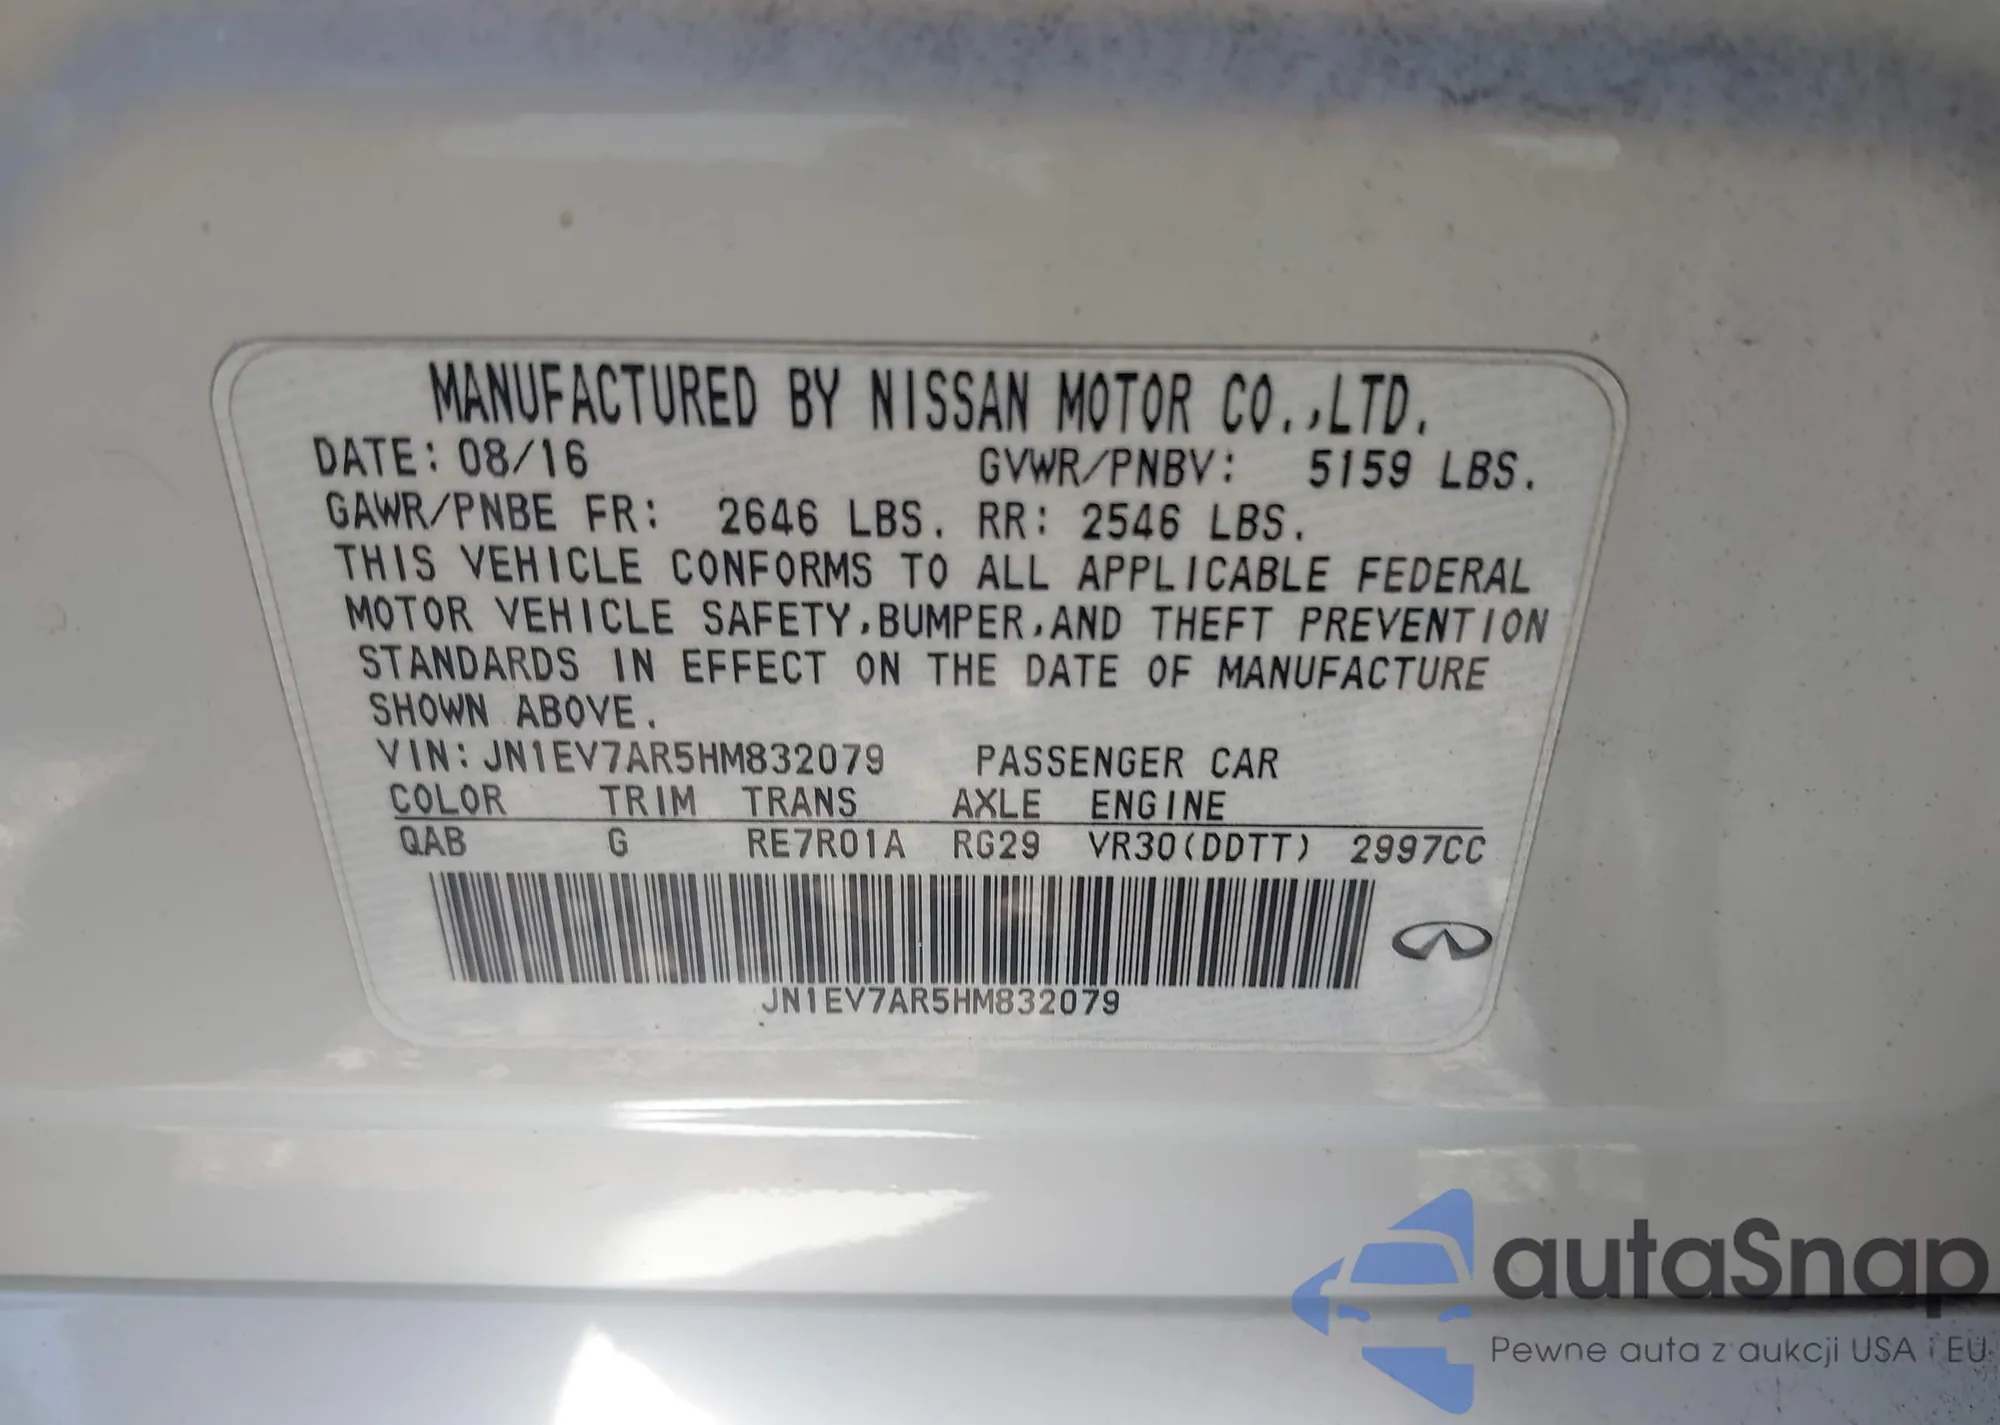 MANUFACTURED BY NISSAN MOTOR CO.,LTD.
DATE: 08/16 GVWR/PNBV: 5159 LBS.
GAWR/PNBE FR: 2646 LBS. RR: 2546 LBS.
THIS VEHICLE CONFORMS TO ALL APPLICABLE FEDERAL
MOTOR VEHICLE SAFETY,BUMPER,AND THEFT PREVENTION
STANDARDS IN EFFECT ON THE DATE OF MANUFACTURE
SHOWN ABOVE.
VIN: JN1EV7AR5HM832079 PASSENGER CAR
COLOR TRIM TRANS AXLE ENGINE
QAB G RE7R01A RG29 VR30(DDTT) 2997CC
JN1EV7AR5HM832079
autaSnap
Pewne auta z aukcji USA i EU